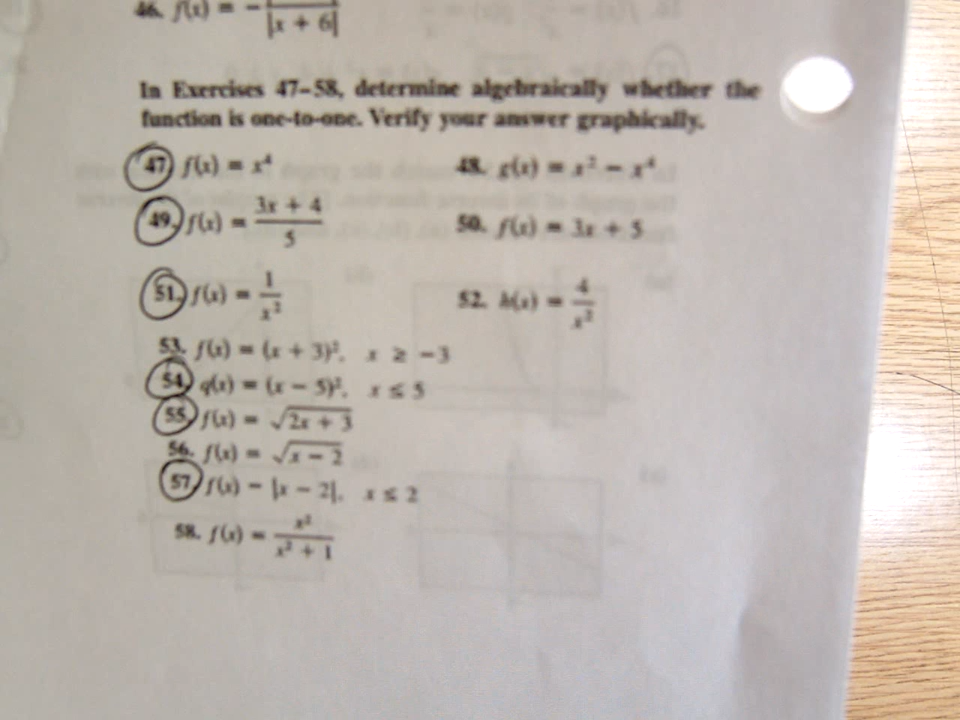 46. f(x) = - / |x + 6|
In Exercises 47–58, determine algebraically whether the
function is one-to-one. Verify your answer graphically.
47. f(x) = x⁴ 48. g(x) = x² − x⁴
49. f(x) = (3x + 4)/5 50. f(x) = 3x + 5
51. f(x) = 1/x² 52. h(x) = 4/x²
53. f(x) = (x + 3)², x ≥ −3
54. q(x) = (x − 5)², x ≤ 5
55. f(x) = √(2x + 3)
56. f(x) = √(x − 2)
57. f(x) = |x − 2|, x ≤ 2
58. f(x) = x²/(x² + 1)